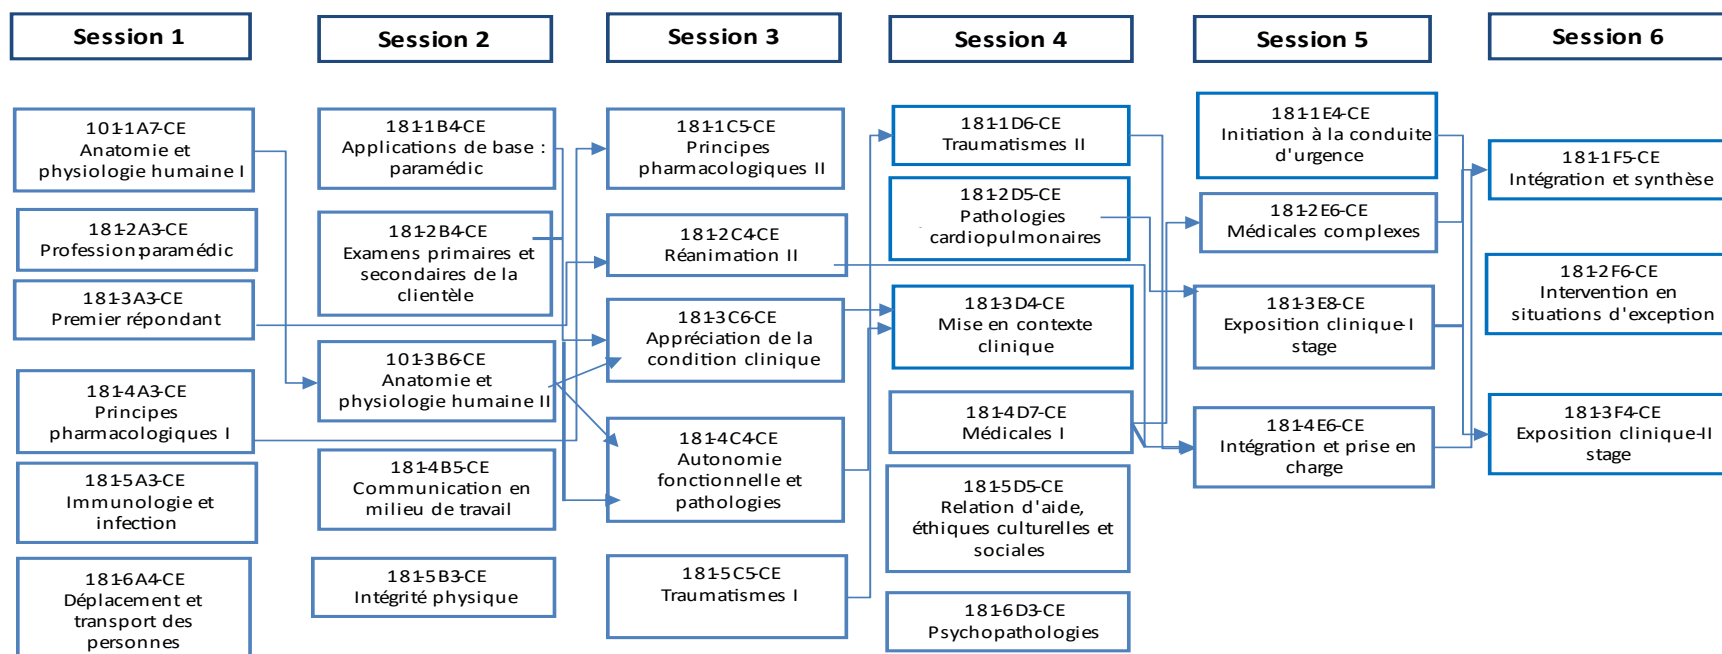 Session 1
Session 2
Session 3
Session 4
Session 5
Session 6
101-1A7-CE
Anatomie et
physiologie humaine I
181-2A3-CE
Profession:paramédic
181-3A3-CE
Premier répondant
181-4A3-CE
Principes
pharmacologiques I
181-5A3-CE
Immunologie et
infection
181-6A4-CE
Déplacement et
transport des
personnes
181-1B4-CE
Applications de base :
paramédic
181-2B4-CE
Examens primaires et
secondaires de la
clientèle
101-3B6-CE
Anatomie et
physiologie humaine II
181-4B5-CE
Communication en
milieu de travail
181-5B3-CE
Intégrité physique
181-1C5-CE
Principes
pharmacologiques II
181-2C4-CE
Réanimation II
181-3C6-CE
Appréciation de la
condition clinique
181-4C4-CE
Autonomie
fonctionnelle et
pathologies
181-5C5-CE
Traumatismes I
181-1D6-CE
Traumatismes II
181-2D5-CE
Pathologies
cardiopulmonaires
181-3D4-CE
Mise en contexte
clinique
181-4D7-CE
Médicales I
181-5D5-CE
Relation d'aide,
éthiques culturelles et
sociales
181-6D3-CE
Psychopathologies
181-1E4-CE
Initiation à la conduite
d'urgence
181-2E6-CE
Médicales complexes
181-3E8-CE
Exposition clinique-I
stage
181-4E6-CE
Intégration et prise en
charge
181-1F5-CE
Intégration et synthèse
181-2F6-CE
Intervention en
situations d'exception
181-3F4-CE
Exposition clinique-II
stage